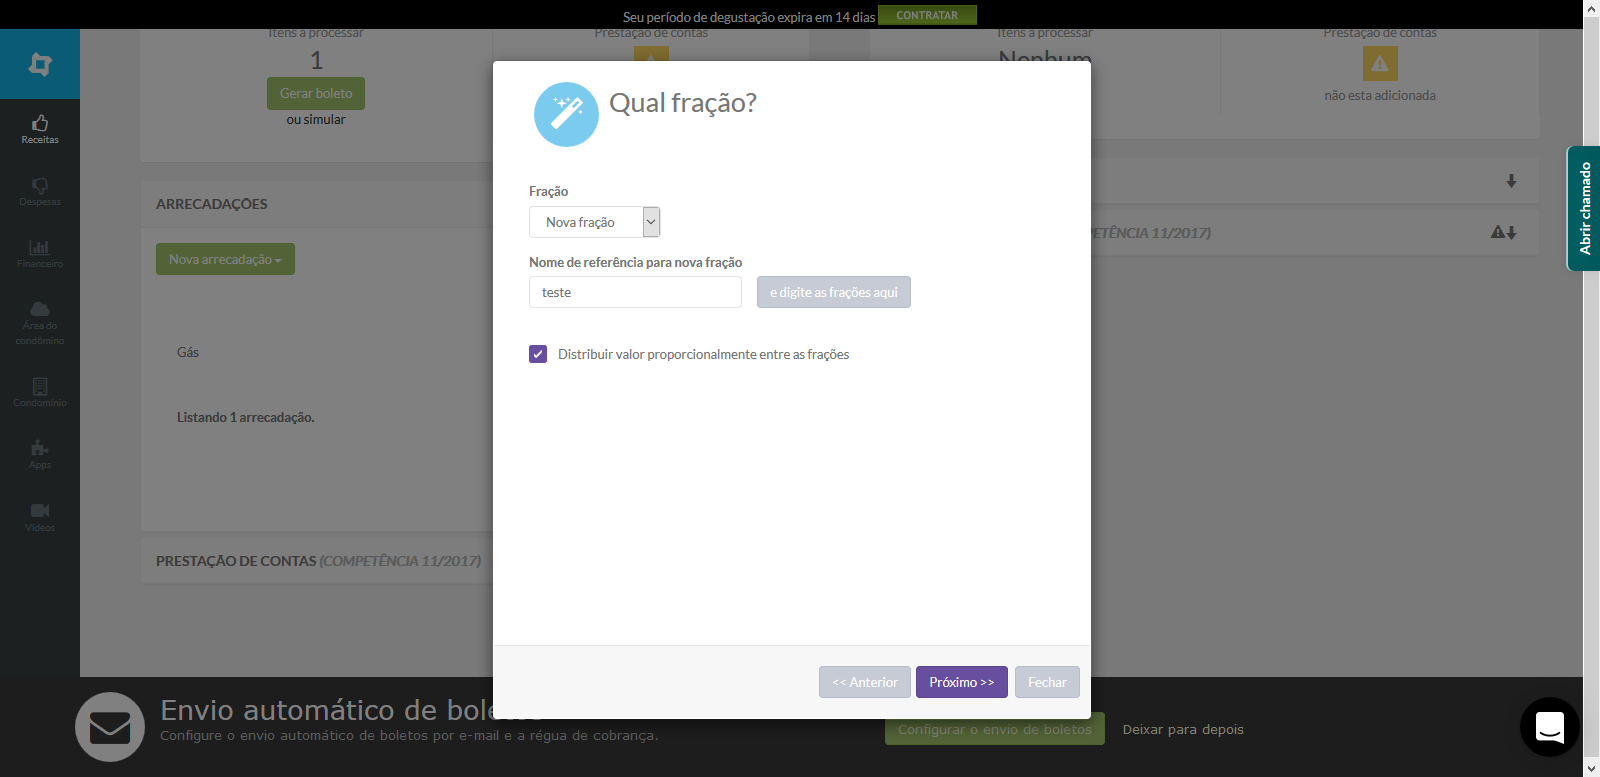 Seu período de degustação expira em 14 dias CONTRATAR
Itens a processar
1
Gerar boleto
ou simular
Prestação de contas
Itens a processar
Nenhum
Prestação de contas
não esta adicionada
Receitas
Despesas
Financeiro
Área do
condômino
Condomínio
Apps
Vídeos
ARRECADAÇÕES
Nova arrecadação
Gás
Listando 1 arrecadação.
PRESTAÇÃO DE CONTAS (COMPETÊNCIA 11/2017)
ETÊNCIA 11/2017)
Qual fração?
Fração
Nova fração
Nome de referência para nova fração
teste
e digite as frações aqui
Distribuir valor proporcionalmente entre as frações
<< Anterior
Próximo >>
Fechar
Abrir chamado
Envio automático de boletos
Configure o envio automático de boletos por e-mail e a régua de cobrança.
Configurar o envio de boletos
Deixar para depois